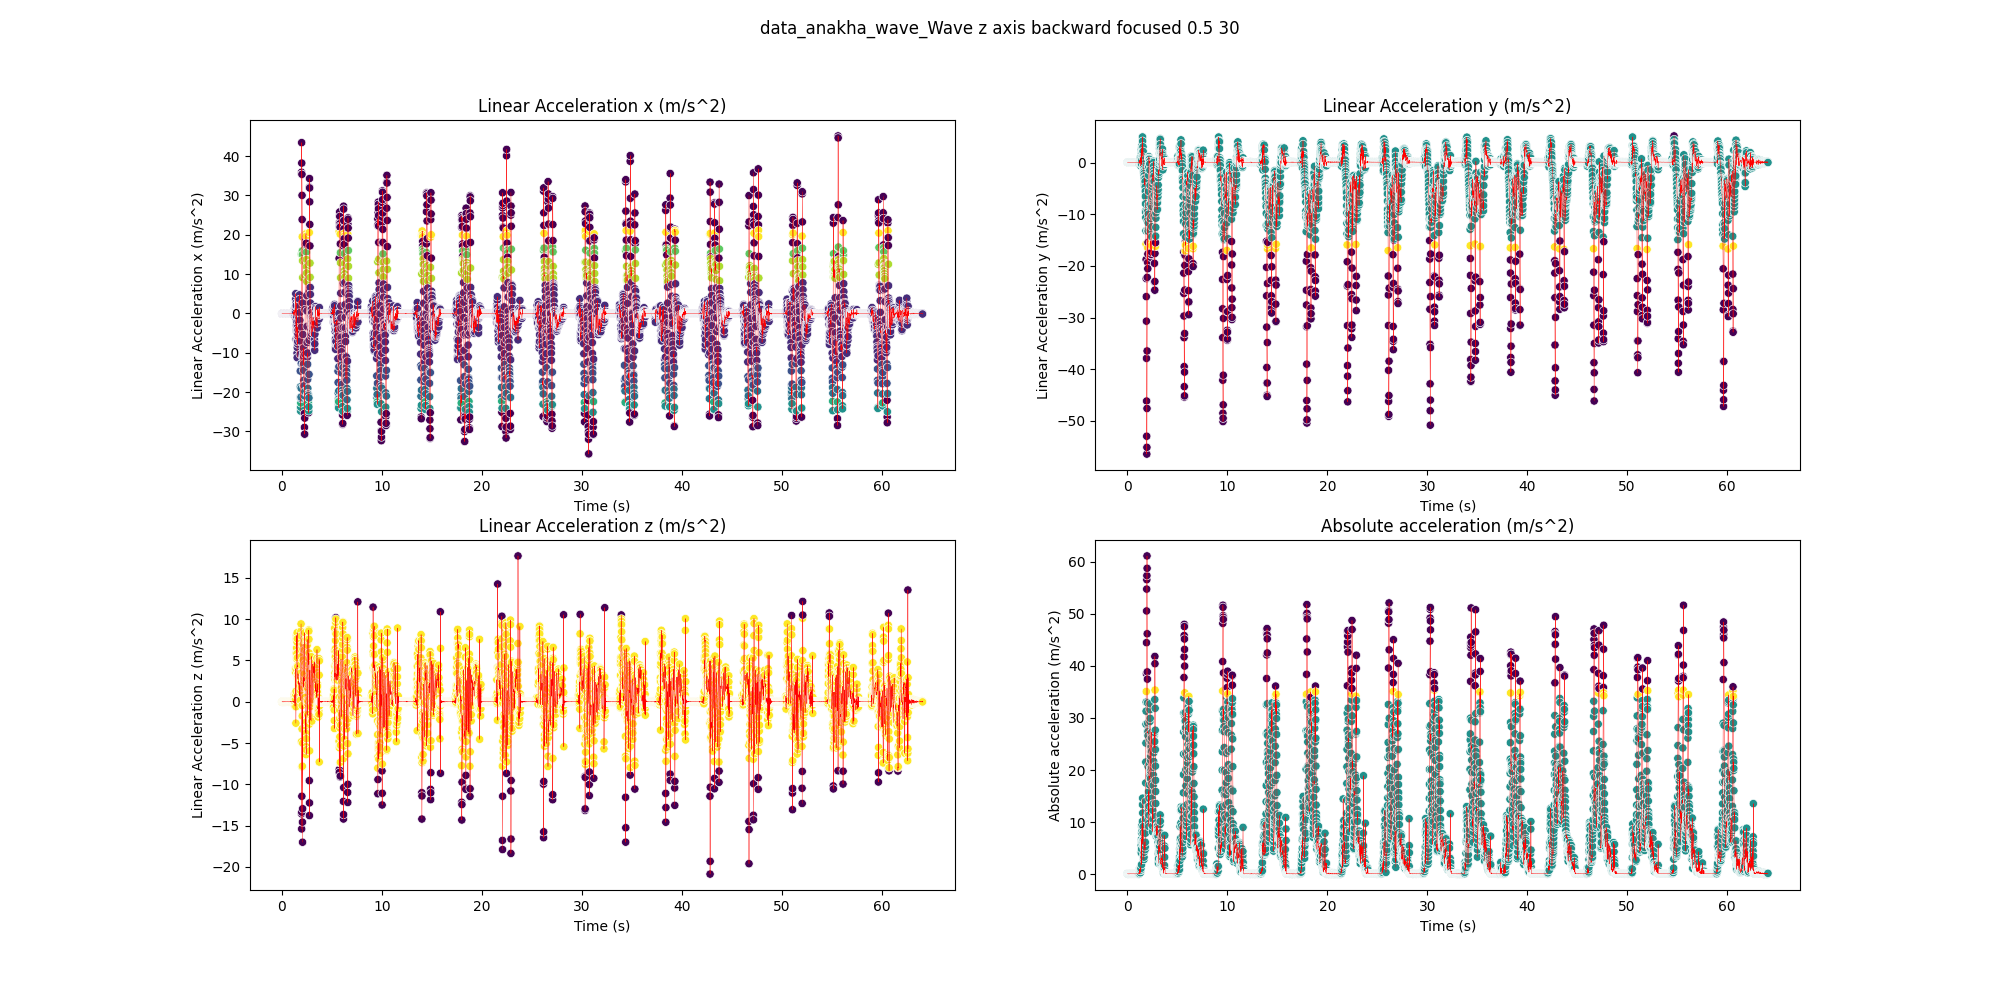 data_anakha_wave_Wave z axis backward focused 0.5 30
Linear Acceleration x (m/s^2)
Linear Acceleration x (m/s^2)
40
30
20
10
0
−10
−20
−30
0 10 20 30 40 50 60
Time (s)
Linear Acceleration y (m/s^2)
Linear Acceleration y (m/s^2)
0
−10
−20
−30
−40
−50
0 10 20 30 40 50 60
Time (s)
Linear Acceleration z (m/s^2)
Linear Acceleration z (m/s^2)
15
10
5
0
−5
−10
−15
−20
0 10 20 30 40 50 60
Time (s)
Absolute acceleration (m/s^2)
Absolute acceleration (m/s^2)
60
50
40
30
20
10
0
0 10 20 30 40 50 60
Time (s)